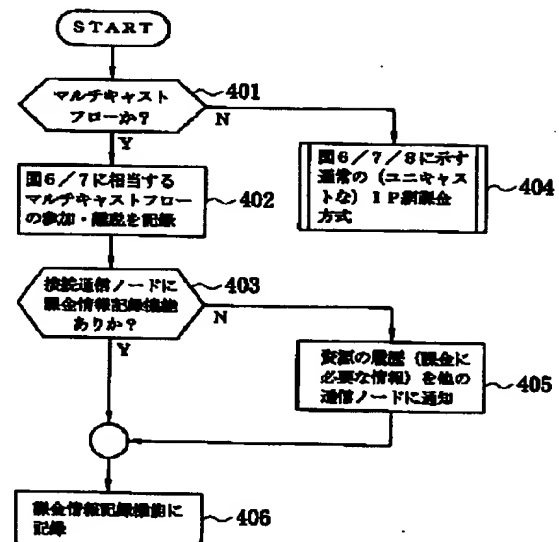 START
マルチキャスト
フローか?
401
Y
N
図6/7に相当する
マルチキャストフロー
の参加・離脱を記録
402
図6/7/8に示す
通常の(ユニキャスト
な)IP網課金
方式
404
接続通信ノードに
課金情報記録機能
ありか?
403
Y
N
資源の履歴(課金に
必要な情報)を他の
通信ノードに通知
405
課金情報記録機能に
記録
406